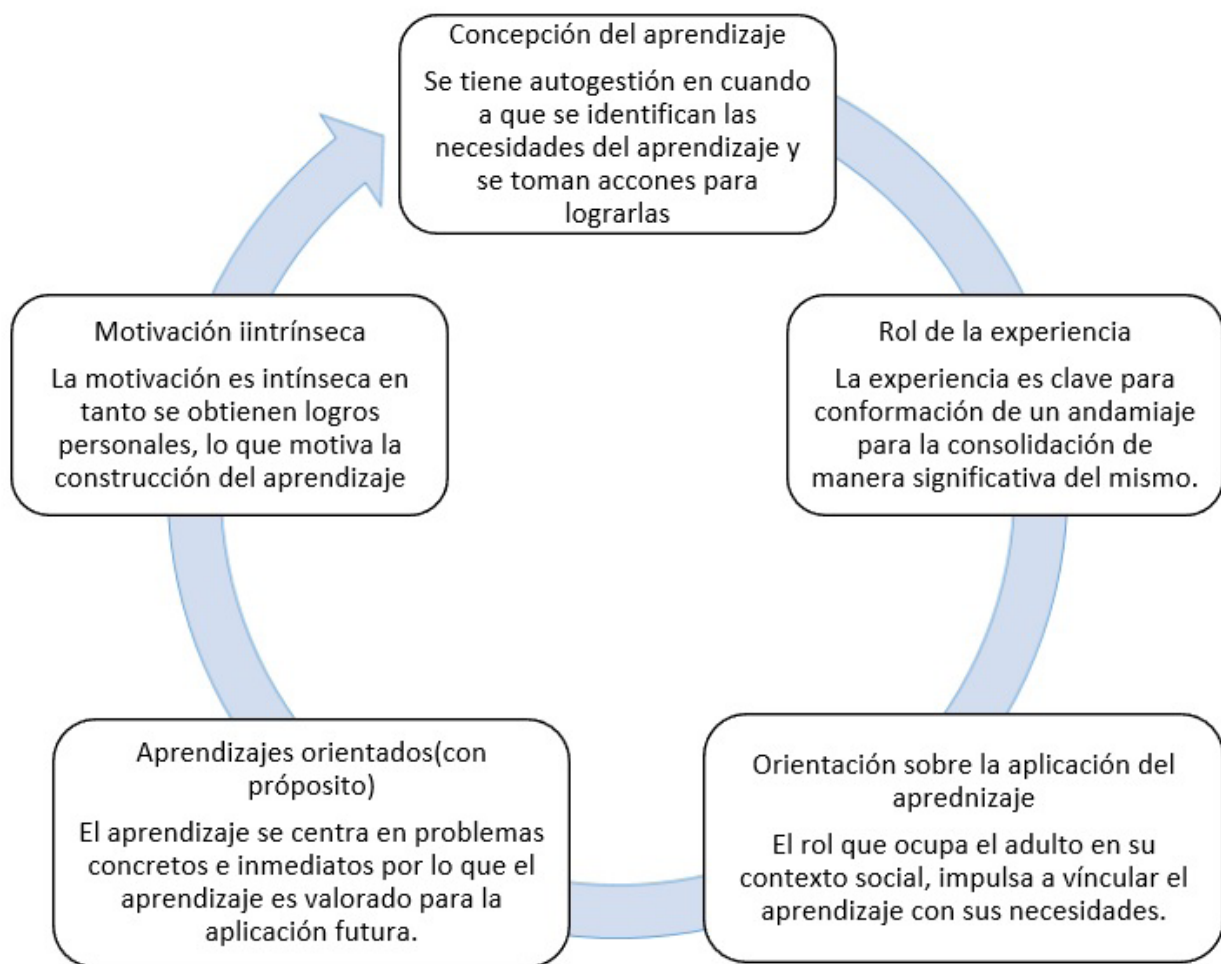 Concepción del aprendizaje
Se tiene autogestión en cuando
a que se identifican las
necesidades del aprendizaje y
se toman accones para
lograrlas
Rol de la experiencia
La experiencia es clave para
conformación de un andamiaje
para la consolidación de
manera significativa del mismo.
Orientación sobre la aplicación del
aprednizaje
El rol que ocupa el adulto en su
contexto social, impulsa a víncular el
aprendizaje con sus necesidades.
Aprendizajes orientados(con
próposito)
El aprendizaje se centra en problemas
concretos e inmediatos por lo que el
aprendizaje es valorado para la
aplicación futura.
Motivación iintrínseca
La motivación es intínseca en
tanto se obtienen logros
personales, lo que motiva la
construcción del aprendizaje